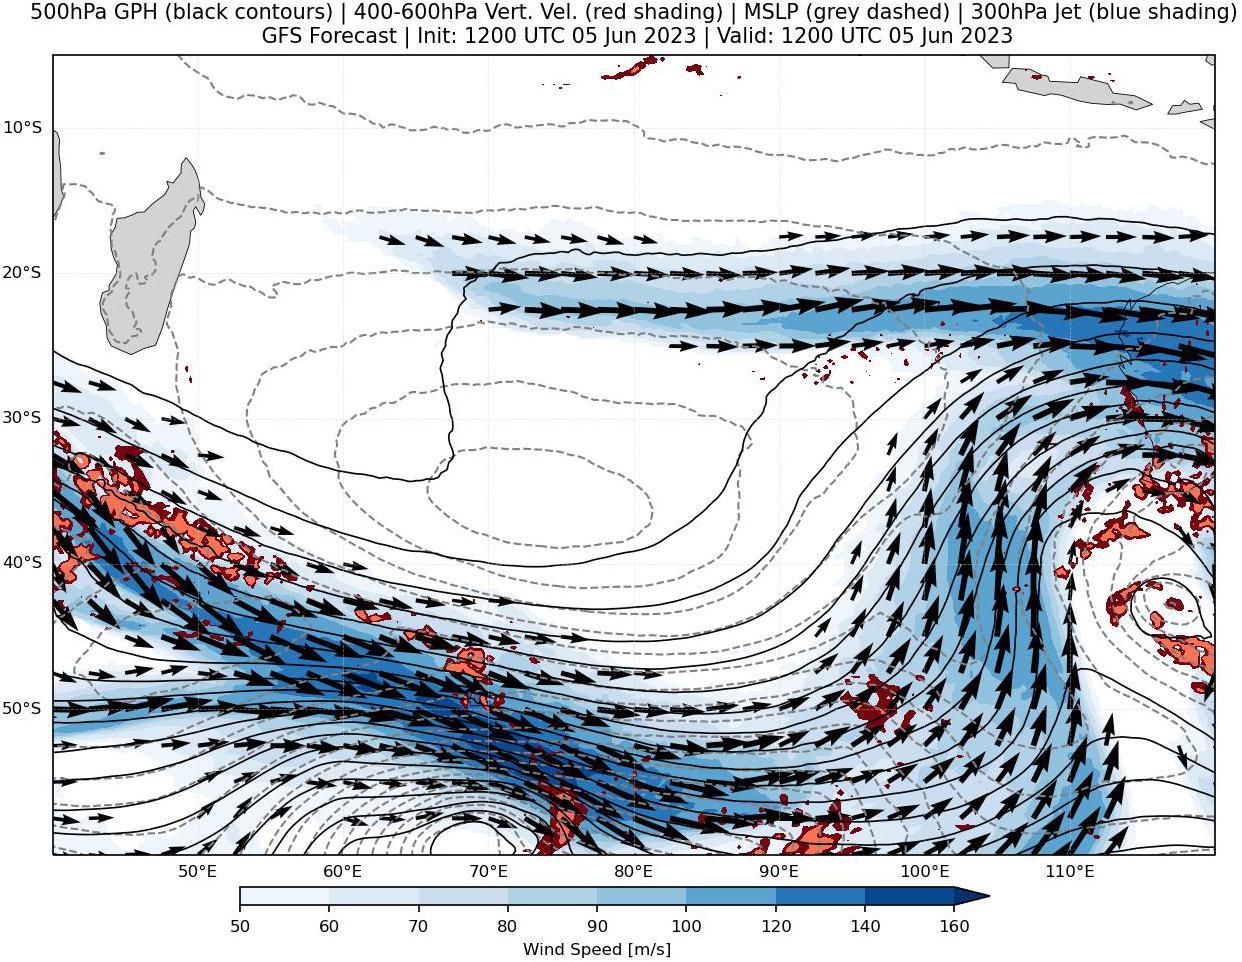 500hPa GPH (black contours) | 400-600hPa Vert. Vel. (red shading) | MSLP (grey dashed) | 300hPa Jet (blue shading)
GFS Forecast | Init: 1200 UTC 05 Jun 2023 | Valid: 1200 UTC 05 Jun 2023
10°S
20°S
30°S
40°S
50°S
50°E 60°E 70°E 80°E 90°E 100°E 110°E
50 60 70 80 90 100 120 140 160
Wind Speed [m/s]